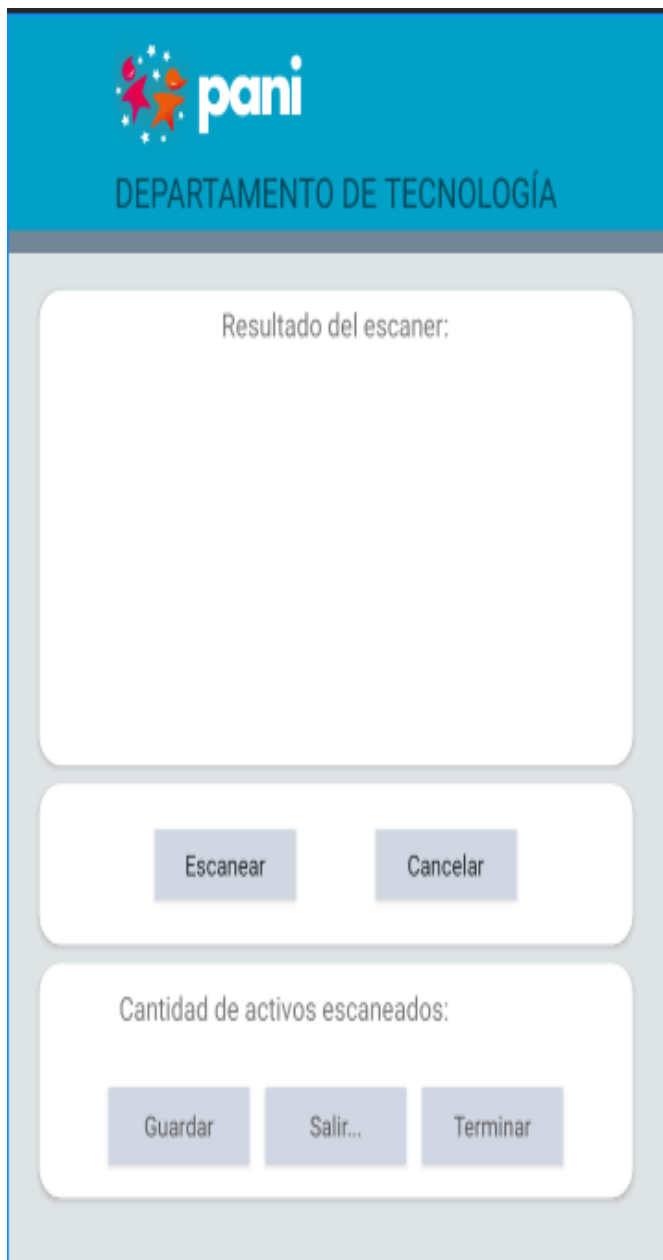 pani
DEPARTAMENTO DE TECNOLOGÍA
Resultado del escaner:
Escanear Cancelar
Cantidad de activos escaneados:
Guardar Salir... Terminar